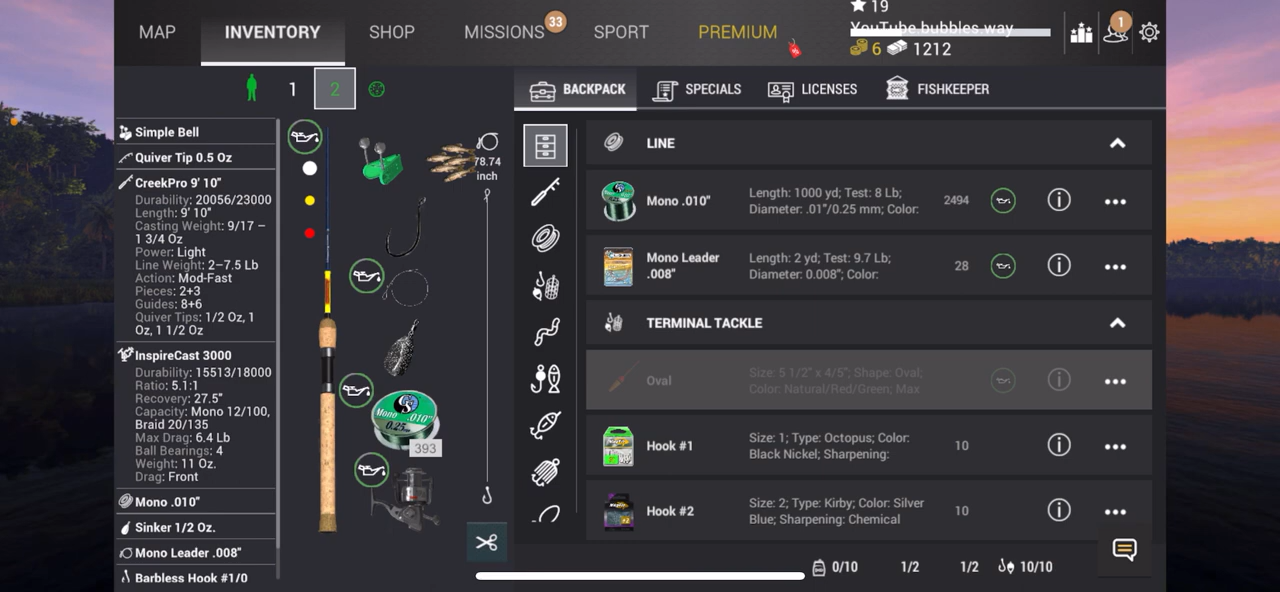 MAP
INVENTORY
SHOP
MISSIONS
33
SPORT
PREMIUM
19
YouTube.bubbles.way
6
1212
1
1
2
BACKPACK
SPECIALS
LICENSES
FISHKEEPER
Simple Bell
Quiver Tip 0.5 Oz
CreekPro 9' 10"
Durability: 20056/23000
Length: 9' 10"
Casting Weight: 9/17 –
1 3/4 Oz
Power: Light
Line Weight: 2–7.5 Lb
Action: Mod-Fast
Pieces: 2+3
Guides: 8+6
Quiver Tips: 1/2 Oz, 1
Oz, 1 1/2 Oz
InspireCast 3000
Durability: 15513/18000
Ratio: 5.1:1
Recovery: 27.5"
Capacity: Mono 12/100,
Braid 20/135
Max Drag: 6.4 Lb
Ball Bearings: 4
Weight: 11 Oz.
Drag: Front
Mono .010"
Sinker 1/2 Oz.
Mono Leader .008"
Barbless Hook #1/0
78.74
inch
Mono .010"
0.25
393
LINE
Mono .010"
Length: 1000 yd; Test: 8 Lb;
Diameter: .01"/0.25 mm; Color:
2494
Mono Leader
.008"
Length: 2 yd; Test: 9.7 Lb;
Diameter: 0.008"; Color:
28
TERMINAL TACKLE
Oval
Size: 5 1/2" x 4/5"; Shape: Oval;
Color: Natural/Red/Green; Max
Hook #1
Size: 1; Type: Octopus; Color:
Black Nickel; Sharpening:
10
Hook #2
Size: 2; Type: Kirby; Color: Silver
Blue; Sharpening: Chemical
10
0/10
1/2
1/2
10/10